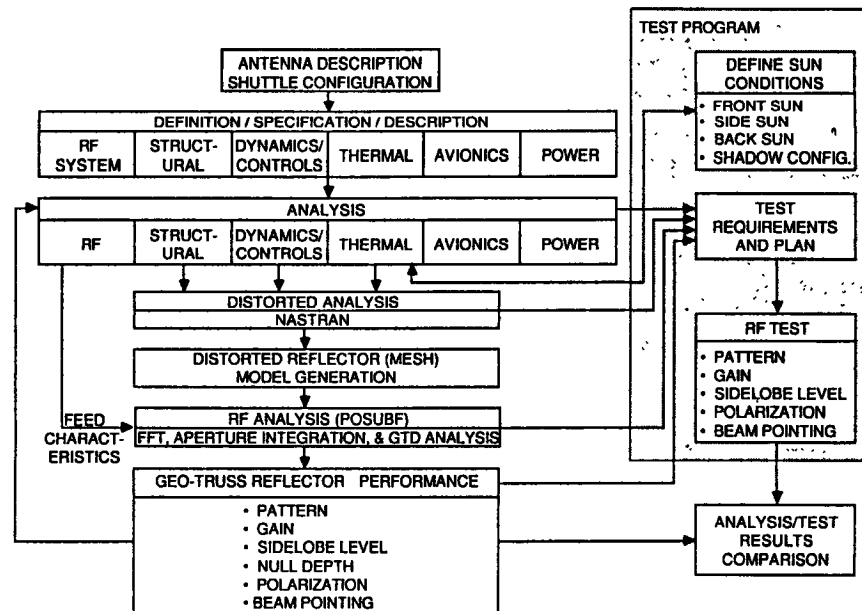 TEST PROGRAM
ANTENNA DESCRIPTION
SHUTTLE CONFIGURATION
DEFINE SUN
CONDITIONS
• FRONT SUN
• SIDE SUN
• BACK SUN
• SHADOW CONFIG.
DEFINITION / SPECIFICATION / DESCRIPTION
RF
SYSTEM
STRUCT-
URAL
DYNAMICS/
CONTROLS
THERMAL
AVIONICS
POWER
ANALYSIS
RF
STRUCT-
URAL
DYNAMICS/
CONTROLS
THERMAL
AVIONICS
POWER
TEST
REQUIREMENTS
AND PLAN
DISTORTED ANALYSIS
NASTRAN
DISTORTED REFLECTOR (MESH)
MODEL GENERATION
RF TEST
• PATTERN
• GAIN
• SIDELOBE LEVEL
• POLARIZATION
• BEAM POINTING
FEED
CHARACT-
ERISTICS
RF ANALYSIS (POSUBF)
FFT, APERTURE INTEGRATION, & GTD ANALYSIS
GEO-TRUSS REFLECTOR PERFORMANCE
• PATTERN
• GAIN
• SIDELOBE LEVEL
• NULL DEPTH
• POLARIZATION
• BEAM POINTING
ANALYSIS/TEST
RESULTS
COMPARISON